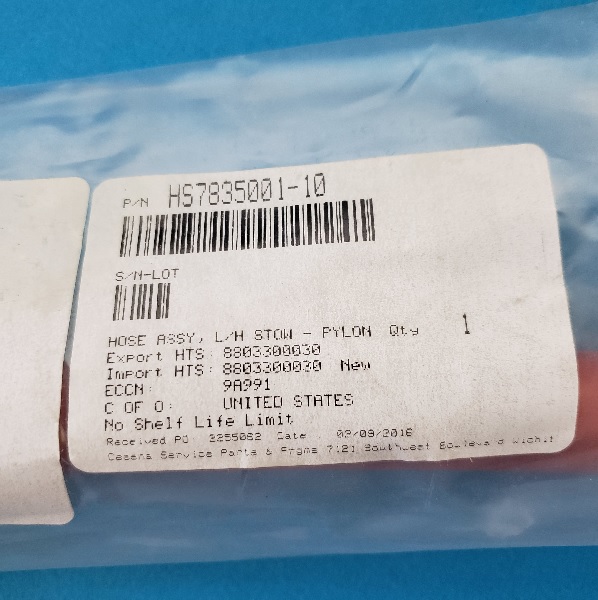 P/N HS7835001-10
S/N-LOT
HOSE ASSY, L/H STOW - PYLON Qty 1
Export HTS: 8803300030
Import HTS: 8803300030 New
ECCN: 9A991
C OF O: UNITED STATES
No Shelf Life Limit
Received PO 2255082 Date 02/09/2016
Cessna Service Parts & Prgms 7121 Southwest Boulevard Wichit